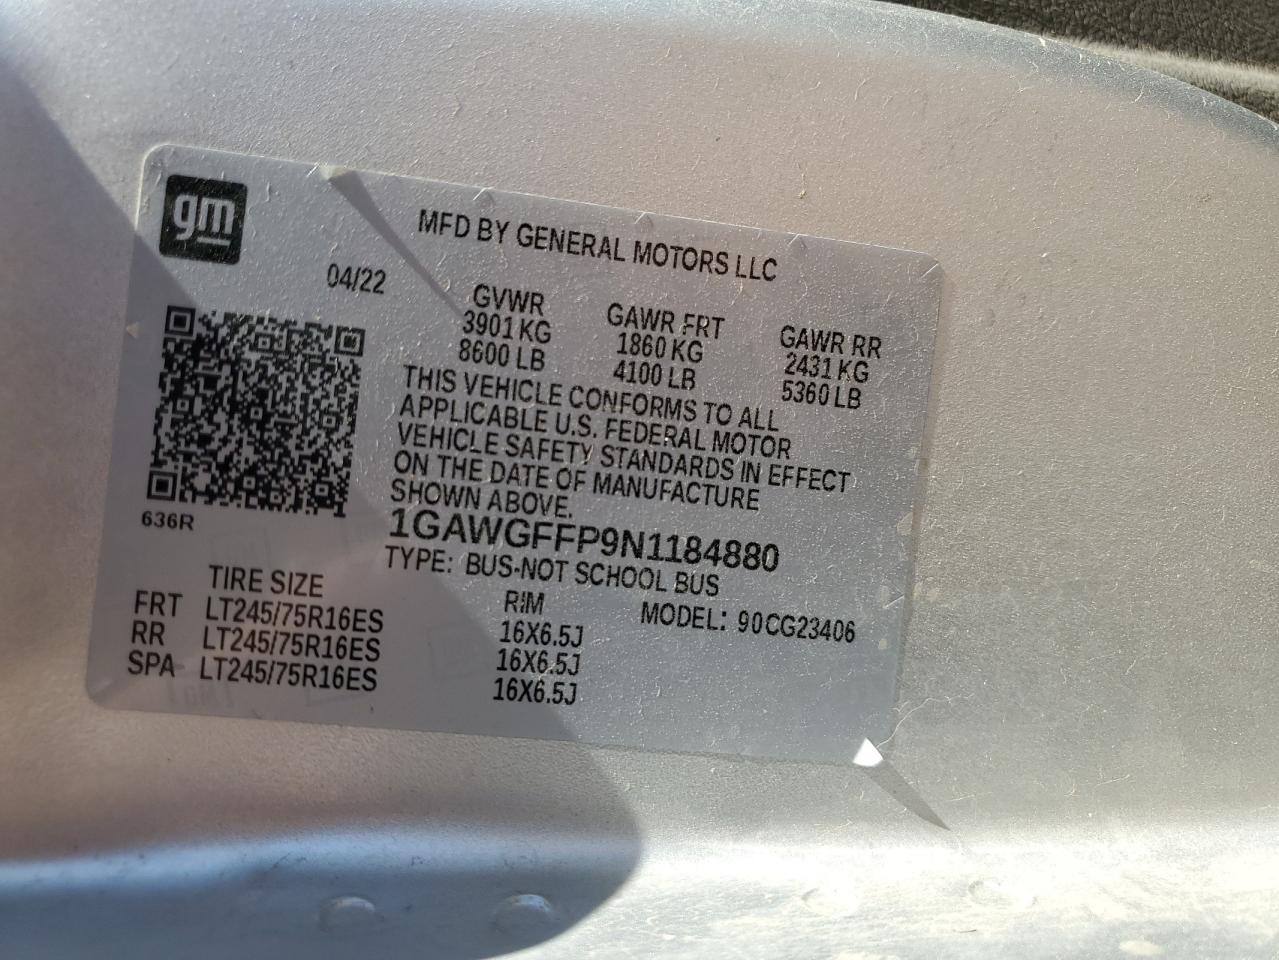 gm
MFD BY GENERAL MOTORS LLC
04/22
GVWR GAWR FRT GAWR RR
3901 KG 1860 KG 2431 KG
8600 LB 4100 LB 5360 LB
THIS VEHICLE CONFORMS TO ALL
APPLICABLE U.S. FEDERAL MOTOR
VEHICLE SAFETY STANDARDS IN EFFECT
ON THE DATE OF MANUFACTURE
SHOWN ABOVE.
636R
1GAWGFFP9N1184880
TYPE: BUS-NOT SCHOOL BUS
TIRE SIZE RIM MODEL: 90CG23406
FRT LT245/75R16ES 16X6.5J
RR LT245/75R16ES 16X6.5J
SPA LT245/75R16ES 16X6.5J